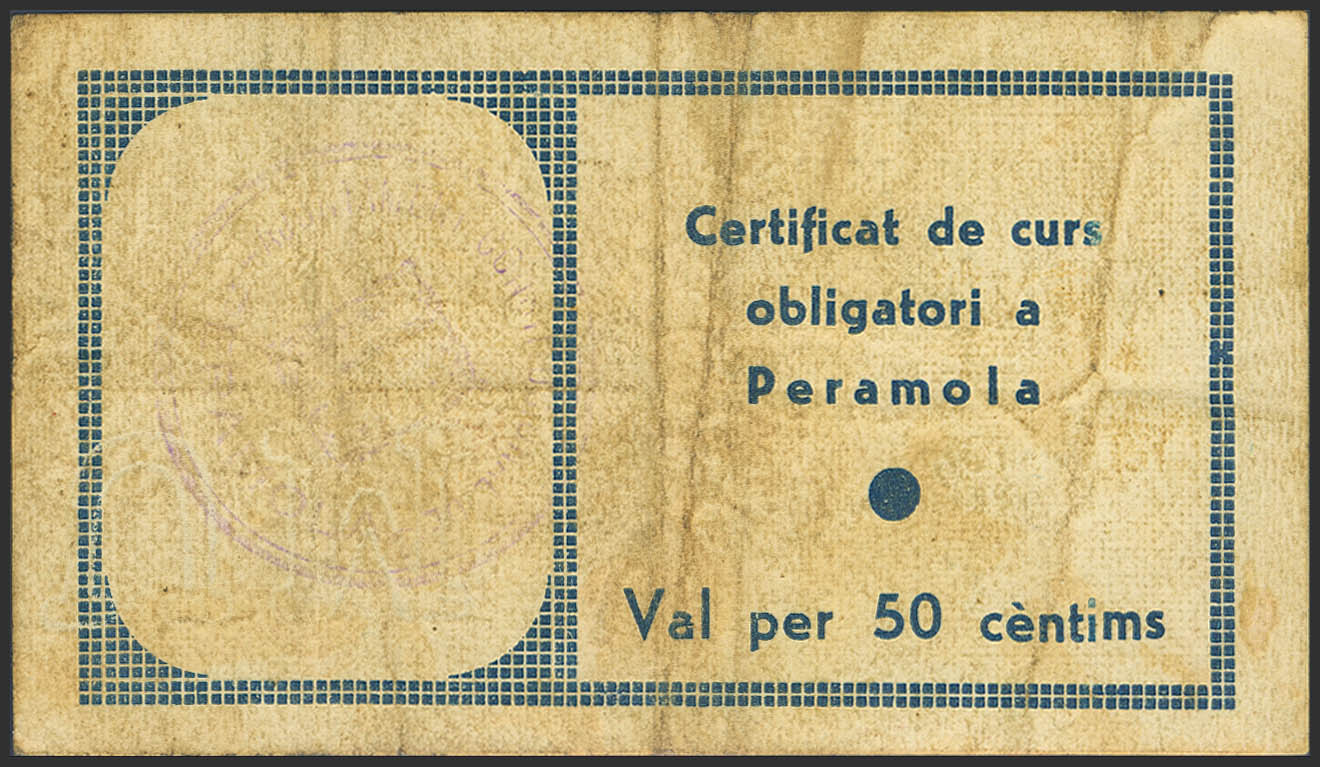 Certificat de curs
obligatori a
Peramola
Val per 50 cèntims